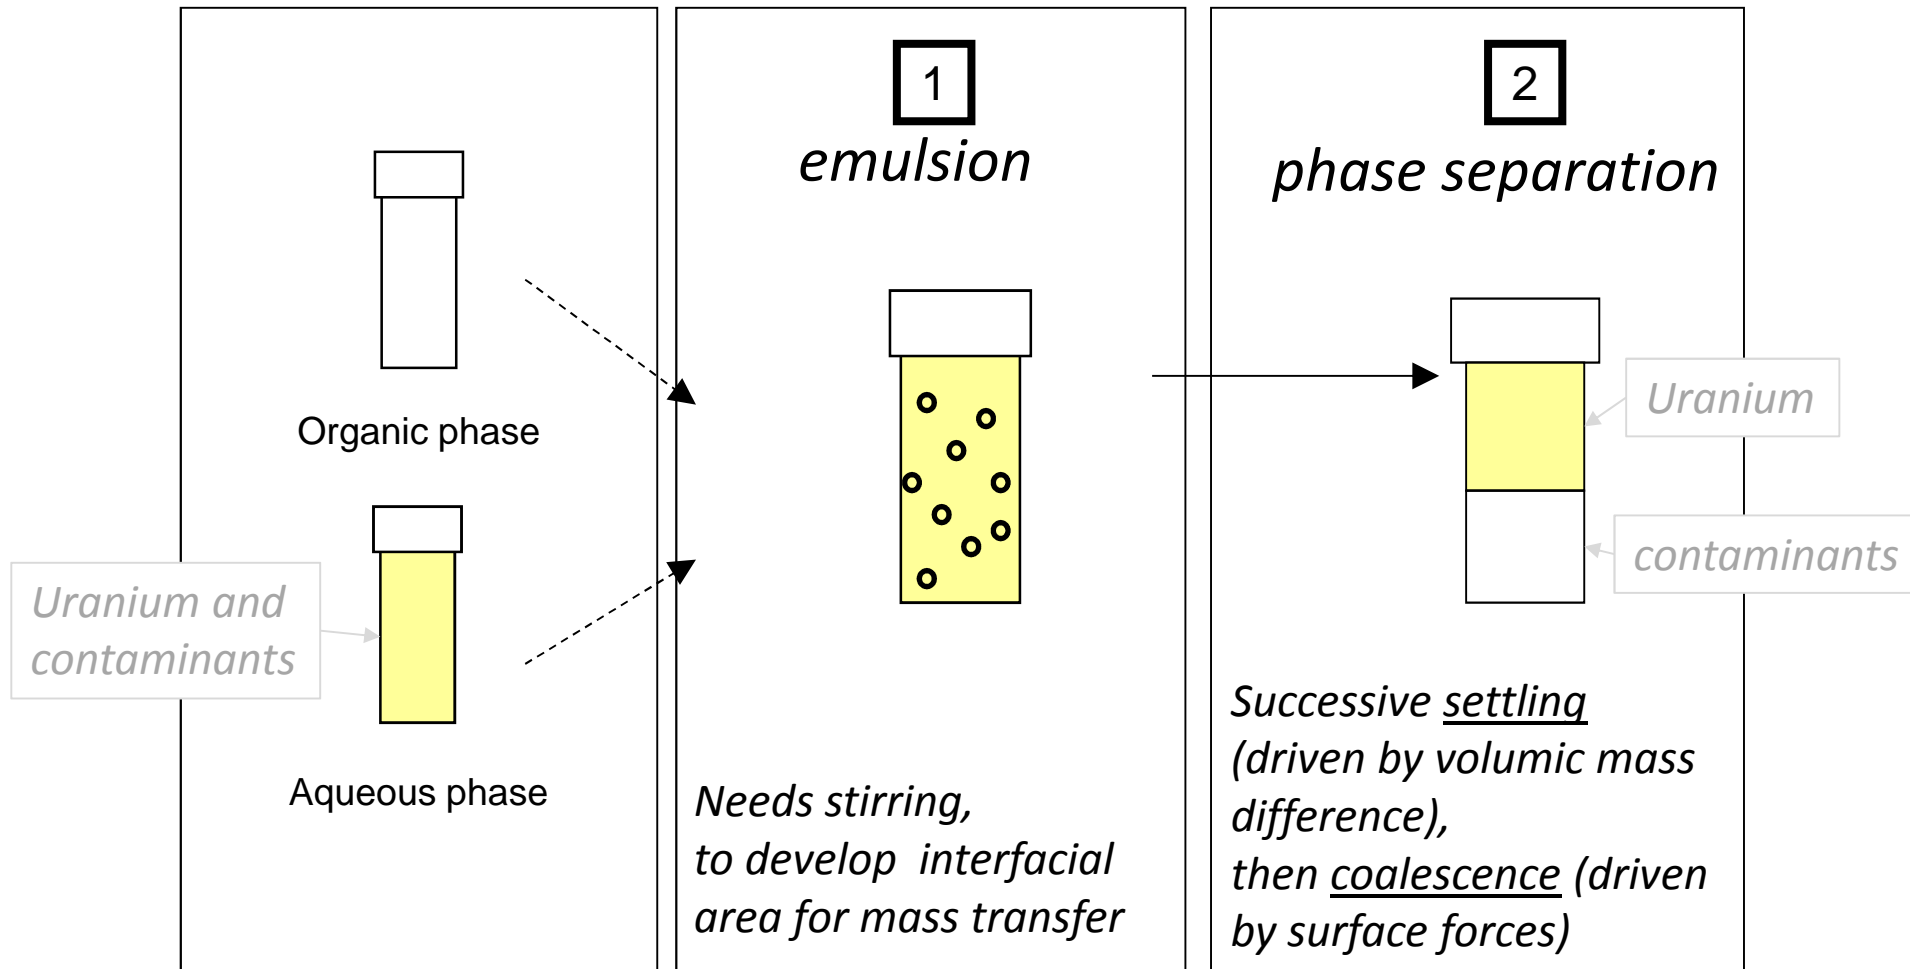 Organic phase
Uranium and
contaminants
Aqueous phase
1
emulsion
Needs stirring,
to develop  interfacial
area for mass transfer
2
phase separation
Uranium
contaminants
Successive settling
(driven by volumic mass
difference),
then coalescence (driven
by surface forces)